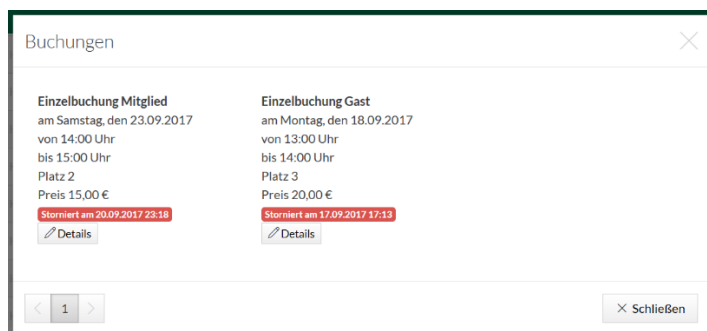 Buchungen
Einzelbuchung Mitglied
am Samstag, den 23.09.2017
von 14:00 Uhr
bis 15:00 Uhr
Platz 2
Preis 15,00 €
Storniert am 20.09.2017 23:18
Details
Einzelbuchung Gast
am Montag, den 18.09.2017
von 13:00 Uhr
bis 14:00 Uhr
Platz 3
Preis 20,00 €
Storniert am 17.09.2017 17:13
Details
1
Schließen